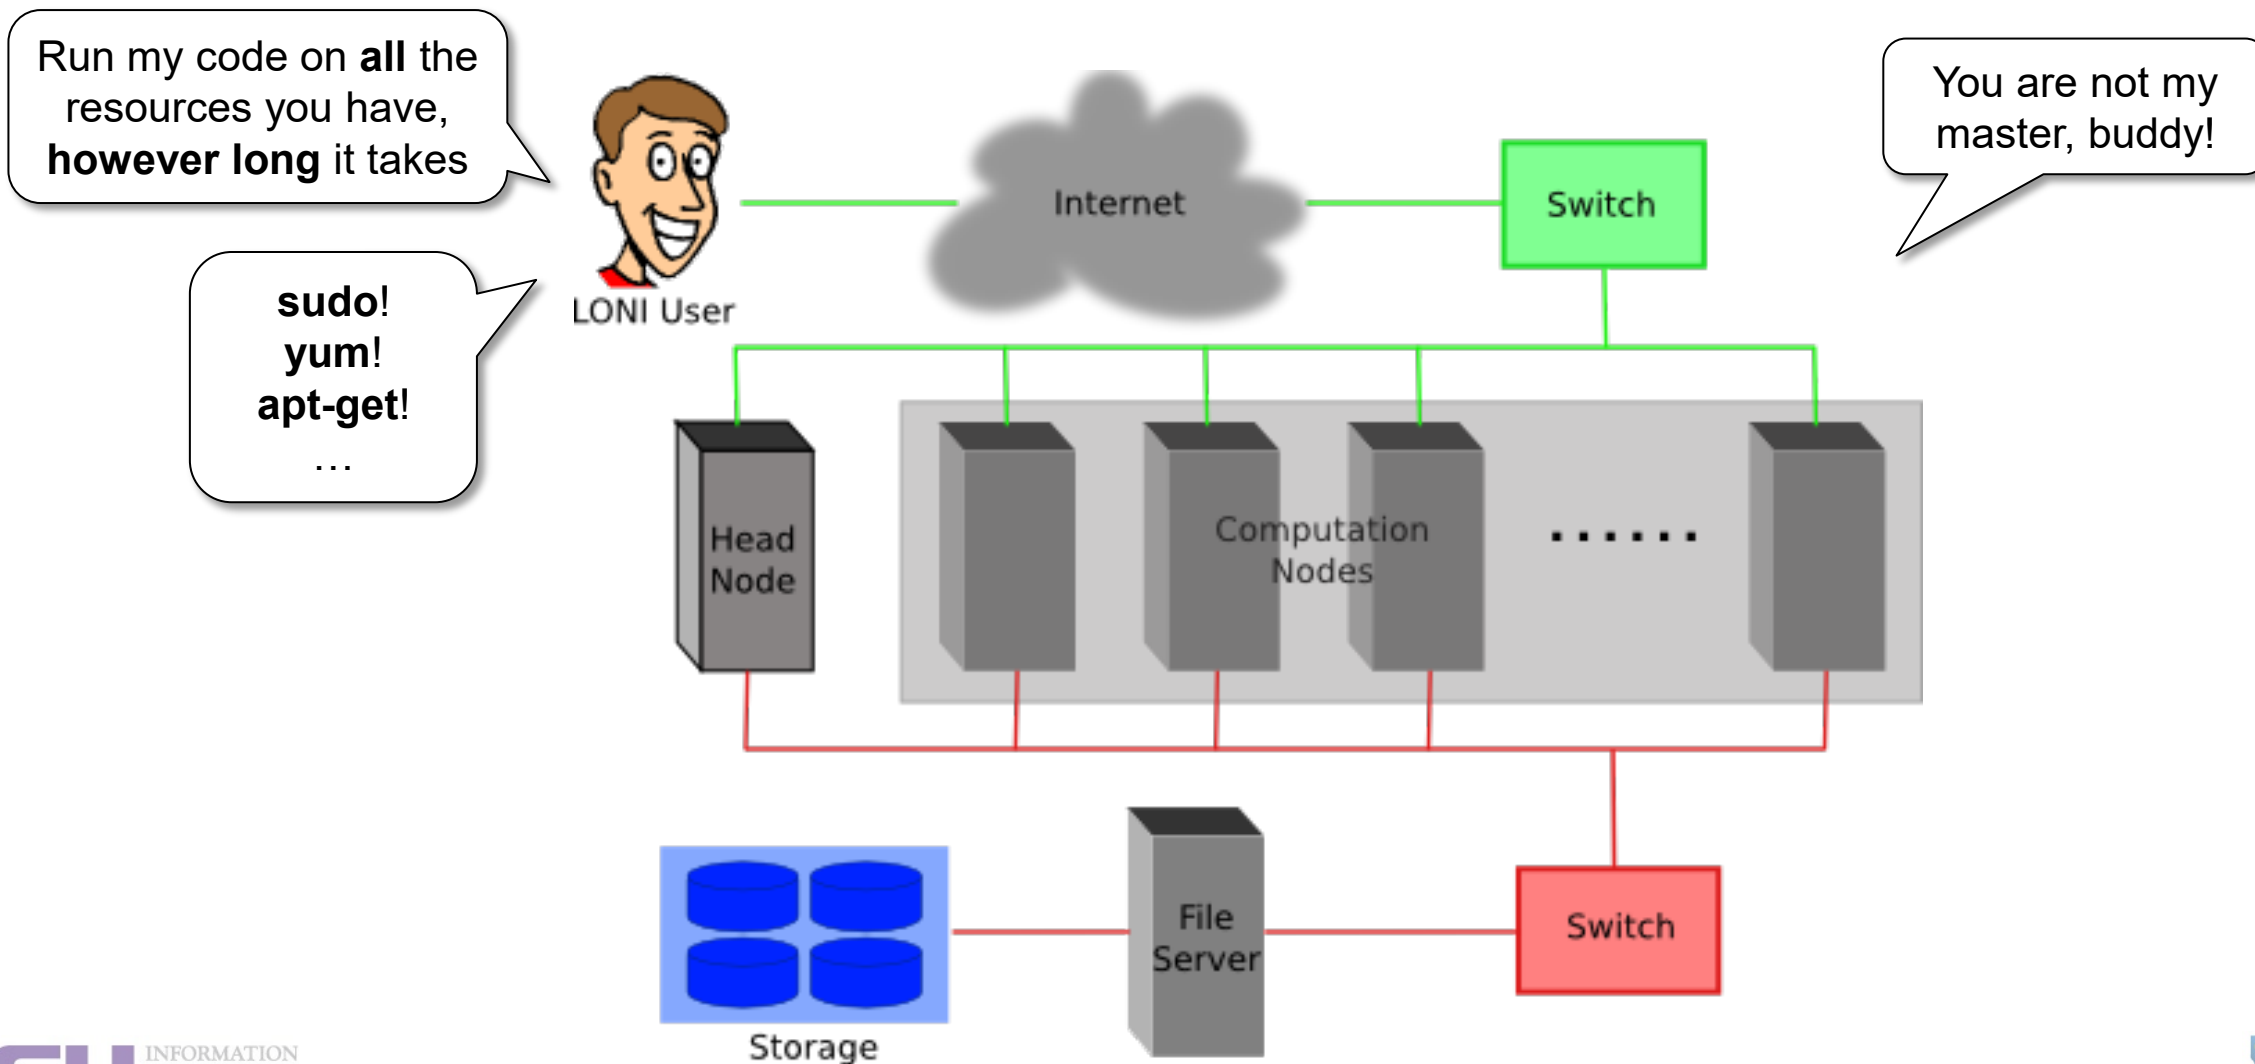 Run my code on all the
resources you have,
however long it takes
You are not my
master, buddy!
Internet
Switch
sudo!
yum!
apt-get!
...
LONI User
Head
Node
Computation
Nodes
......
File
Server
Switch
Storage
INFORMATION